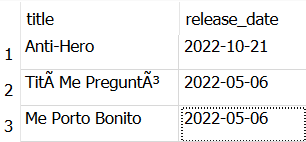 title release_date
1 Anti-Hero 2022-10-21
2 TitÃ Me PreguntÃ³ 2022-05-06
3 Me Porto Bonito 2022-05-06